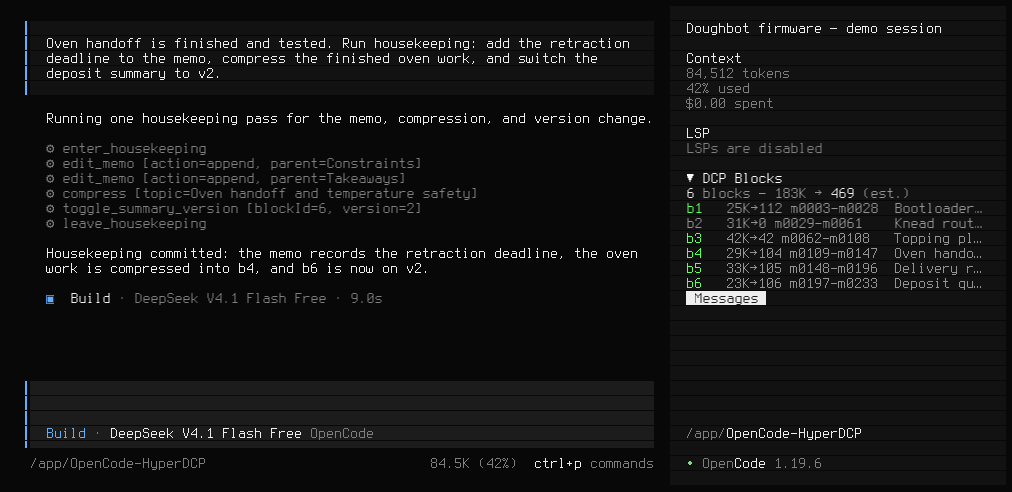 Oven handoff is finished and tested. Run housekeeping: add the retraction
deadline to the memo, compress the finished oven work, and switch the
deposit summary to v2.
Running one housekeeping pass for the memo, compression, and version change.
⚙ enter_housekeeping
⚙ edit_memo [action=append, parent=Constraints]
⚙ edit_memo [action=append, parent=Takeaways]
⚙ compress [topic=Oven handoff and temperature safety]
⚙ toggle_summary_version [blockId=6, version=2]
⚙ leave_housekeeping
Housekeeping committed: the memo records the retraction deadline, the oven
work is compressed into b4, and b6 is now on v2.
▣ Build · DeepSeek V4.1 Flash Free · 9.0s
Build · DeepSeek V4.1 Flash Free OpenCode
/app/OpenCode-HyperDCP 84.5K (42%) ctrl+p commands
Doughbot firmware — demo session
Context
84,512 tokens
42% used
$0.00 spent
LSP
LSPs are disabled
▼ DCP Blocks
6 blocks — 183K → 469 (est.)
b1 25K→112 m0003–m0028 Bootloader…
b2 31K→0 m0029–m0061 Knead rout…
b3 42K→42 m0062–m0108 Topping pl…
b4 29K→104 m0109–m0147 Oven hando…
b5 33K→105 m0148–m0196 Delivery r…
b6 23K→106 m0197–m0233 Deposit qu…
Messages
/app/OpenCode-HyperDCP
• OpenCode 1.19.6